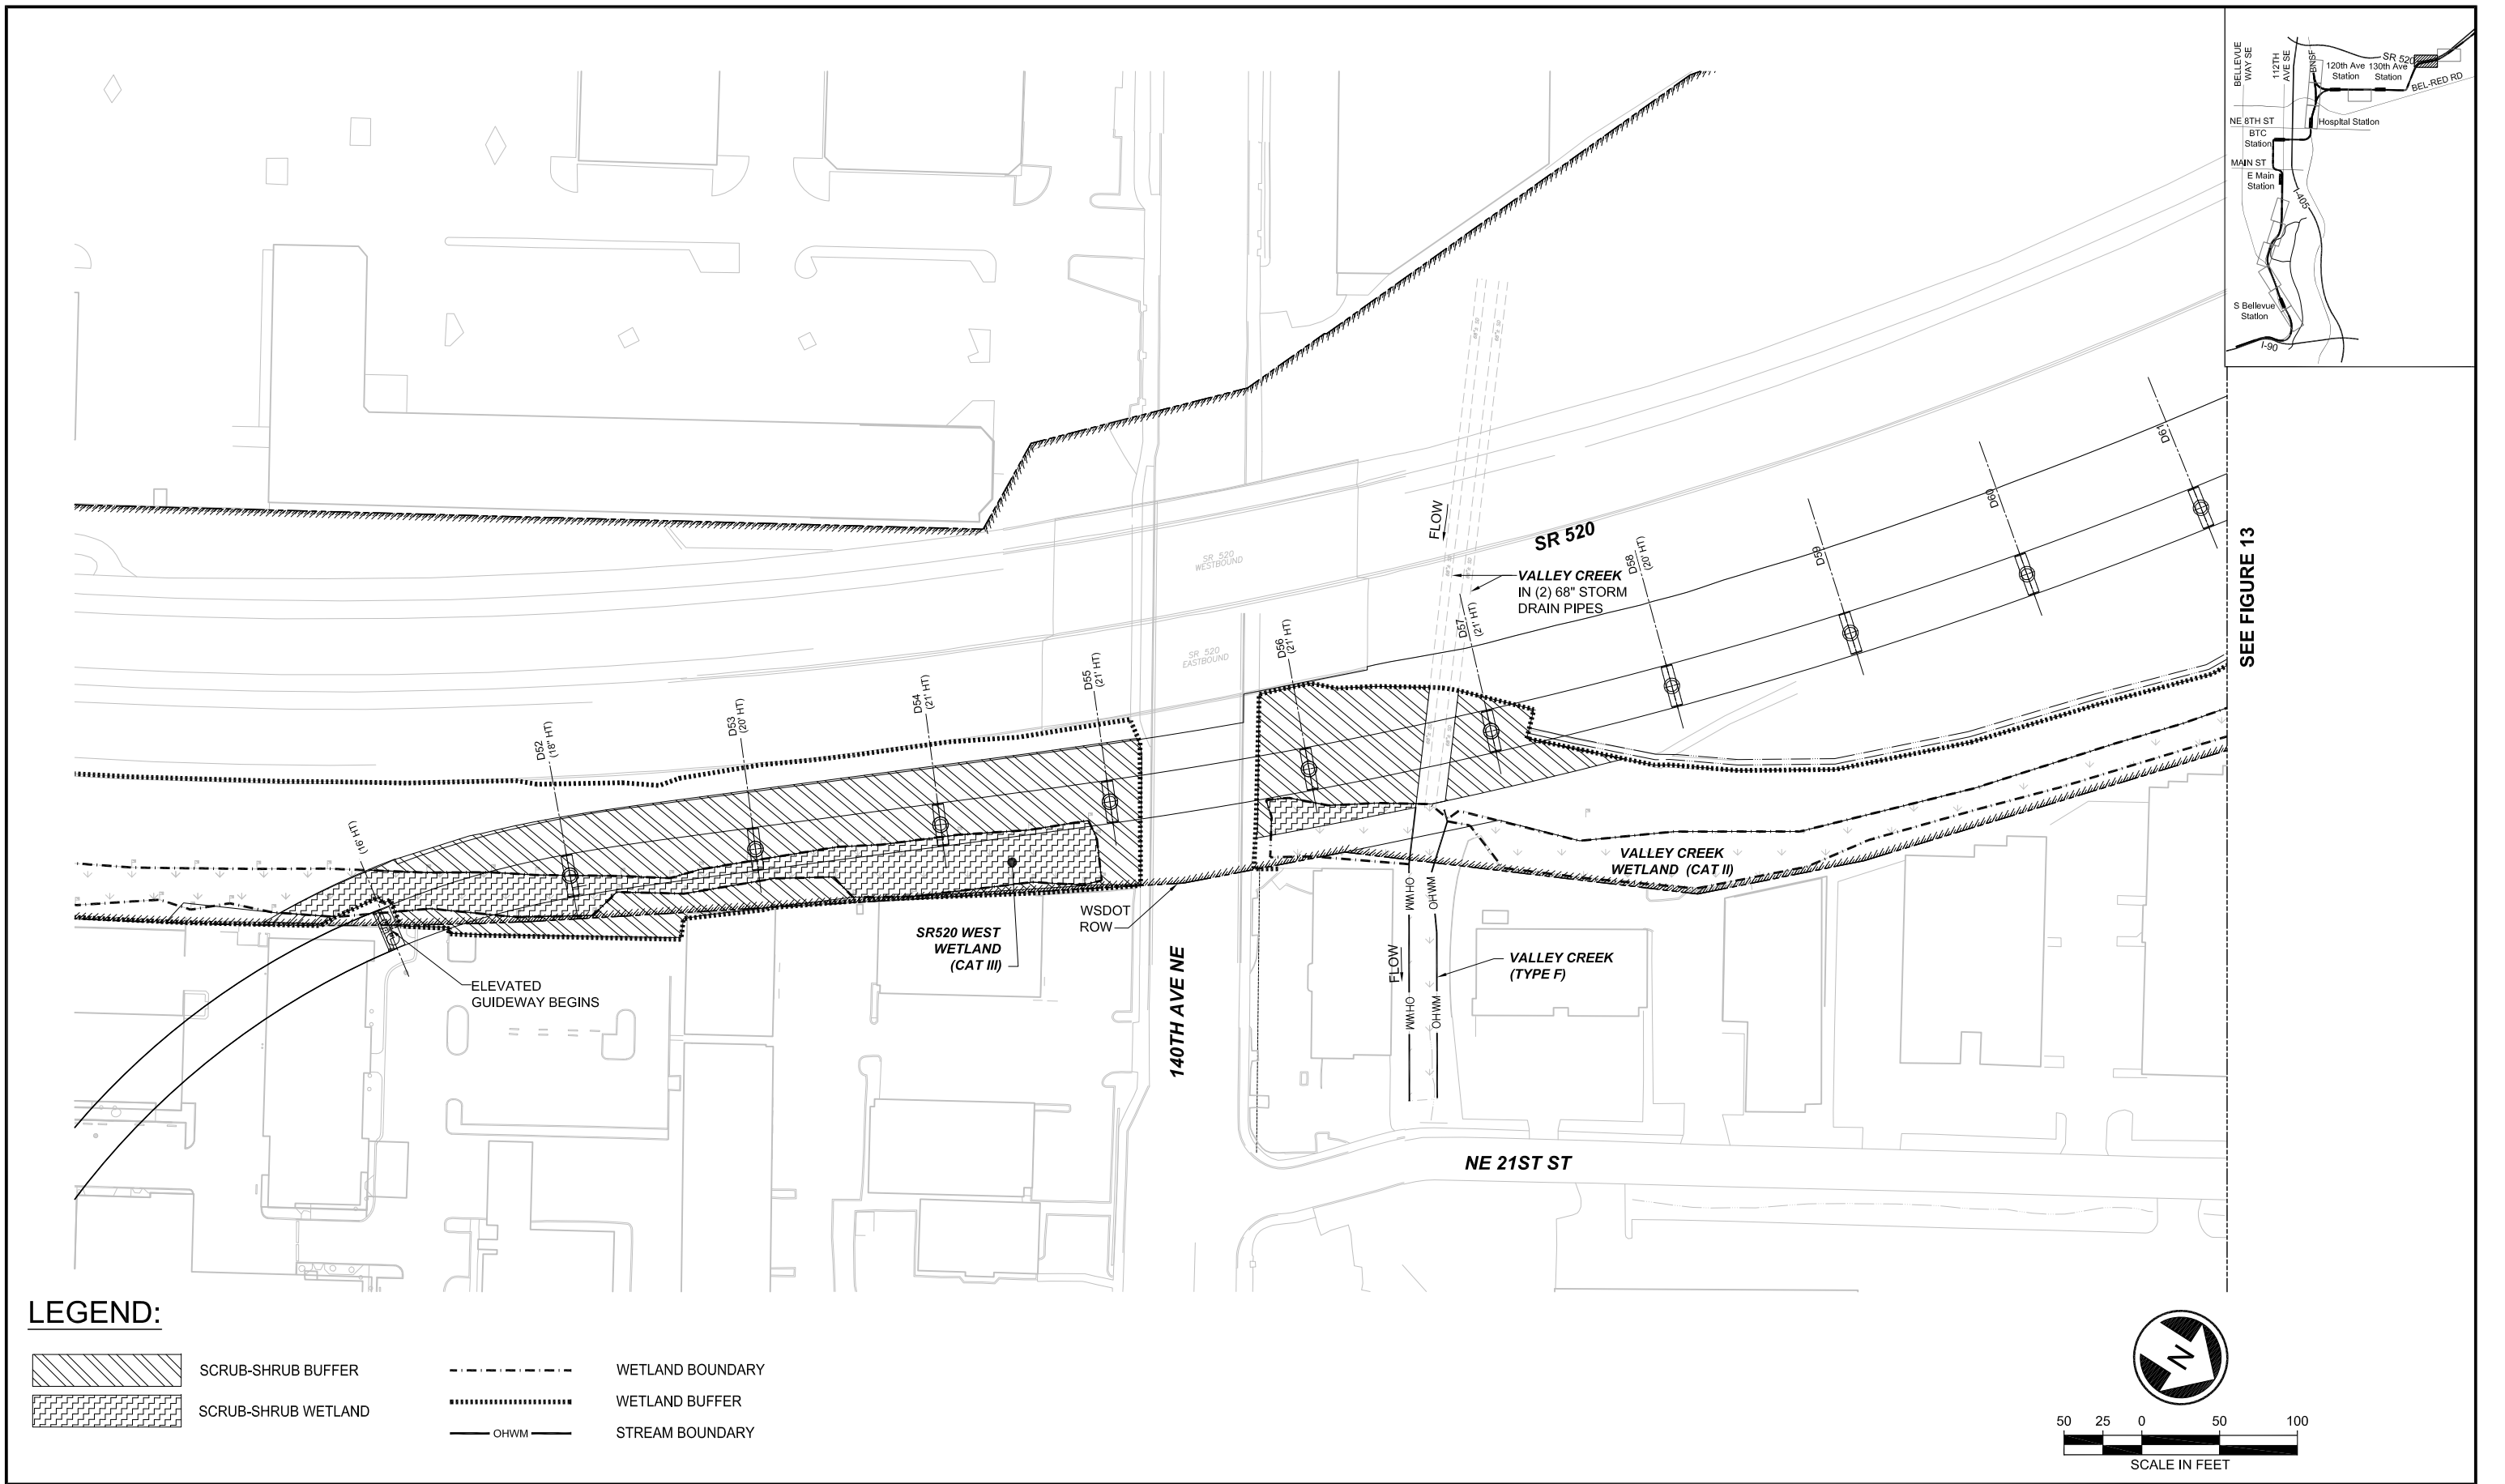 BELLEVUE
WAY SE
112TH
AVE SE
BNSF
SR 520
120th Ave
Station
130th Ave
Station
BEL-RED RD
NE 8TH ST
Hospital Station
BTC
Station
MAIN ST
E Main
Station
I-405
S Bellevue
Station
I-90
SEE FIGURE 13
D61
D60
D59
D58
(20' HT)
D57
(21' HT)
D56
(21' HT)
D55
(21' HT)
D54
(21' HT)
D53
(20' HT)
D52
(18" HT)
(16' HT)
FLOW
SR 520
SR 520
WESTBOUND
SR 520
EASTBOUND
VALLEY CREEK
IN (2) 68" STORM
DRAIN PIPES
VALLEY CREEK
WETLAND (CAT II)
WSDOT
ROW
SR520 WEST
WETLAND
(CAT III)
ELEVATED
GUIDEWAY BEGINS
140TH AVE NE
FLOW
OHWM
OHWM
OHWM
OHWM
VALLEY CREEK
(TYPE F)
NE 21ST ST
LEGEND:
SCRUB-SHRUB BUFFER
SCRUB-SHRUB WETLAND
WETLAND BOUNDARY
WETLAND BUFFER
OHWM
STREAM BOUNDARY
N
50 25 0 50 100
SCALE IN FEET